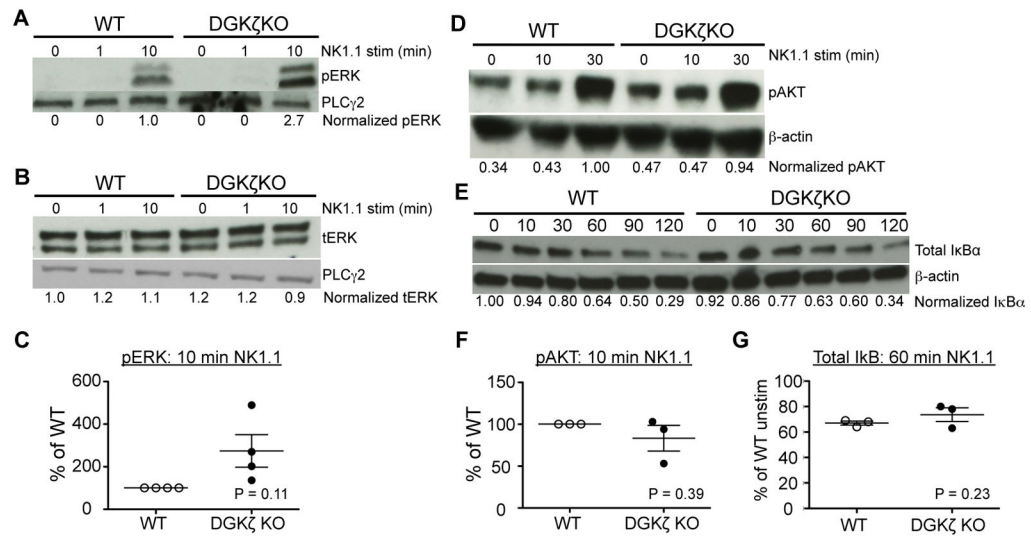 A
WT DGKζKO
0 1 10 0 1 10 NK1.1 stim (min)
pERK
PLCγ2
0 0 1.0 0 0 2.7 Normalized pERK
B
WT DGKζKO
0 1 10 0 1 10 NK1.1 stim (min)
tERK
PLCγ2
1.0 1.2 1.1 1.2 1.2 0.9 Normalized tERK
C
pERK: 10 min NK1.1
% of WT
600
400
200
0
P = 0.11
WT DGKζ KO
D
WT DGKζKO
0 10 30 0 10 30 NK1.1 stim (min)
pAKT
β-actin
0.34 0.43 1.00 0.47 0.47 0.94 Normalized pAKT
E
WT DGKζKO
0 10 30 60 90 120 0 10 30 60 90 120
Total IκBα
β-actin
1.00 0.94 0.80 0.64 0.50 0.29 0.92 0.86 0.77 0.63 0.60 0.34 Normalized IκBα
F
pAKT: 10 min NK1.1
% of WT
150
100
50
0
P = 0.39
WT DGKζ KO
G
Total IkB: 60 min NK1.1
% of WT unstim
100
80
60
40
20
0
P = 0.23
WT DGKζ KO